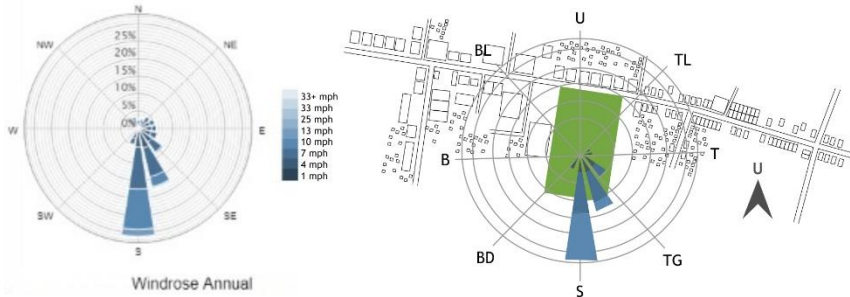 N
NW
NE
25%
20%
15%
10%
5%
0%
W
E
SW
SE
S
Windrose Annual
33+ mph
33 mph
25 mph
13 mph
10 mph
7 mph
4 mph
1 mph
U
BL
TL
B
T
U
BD
TG
S